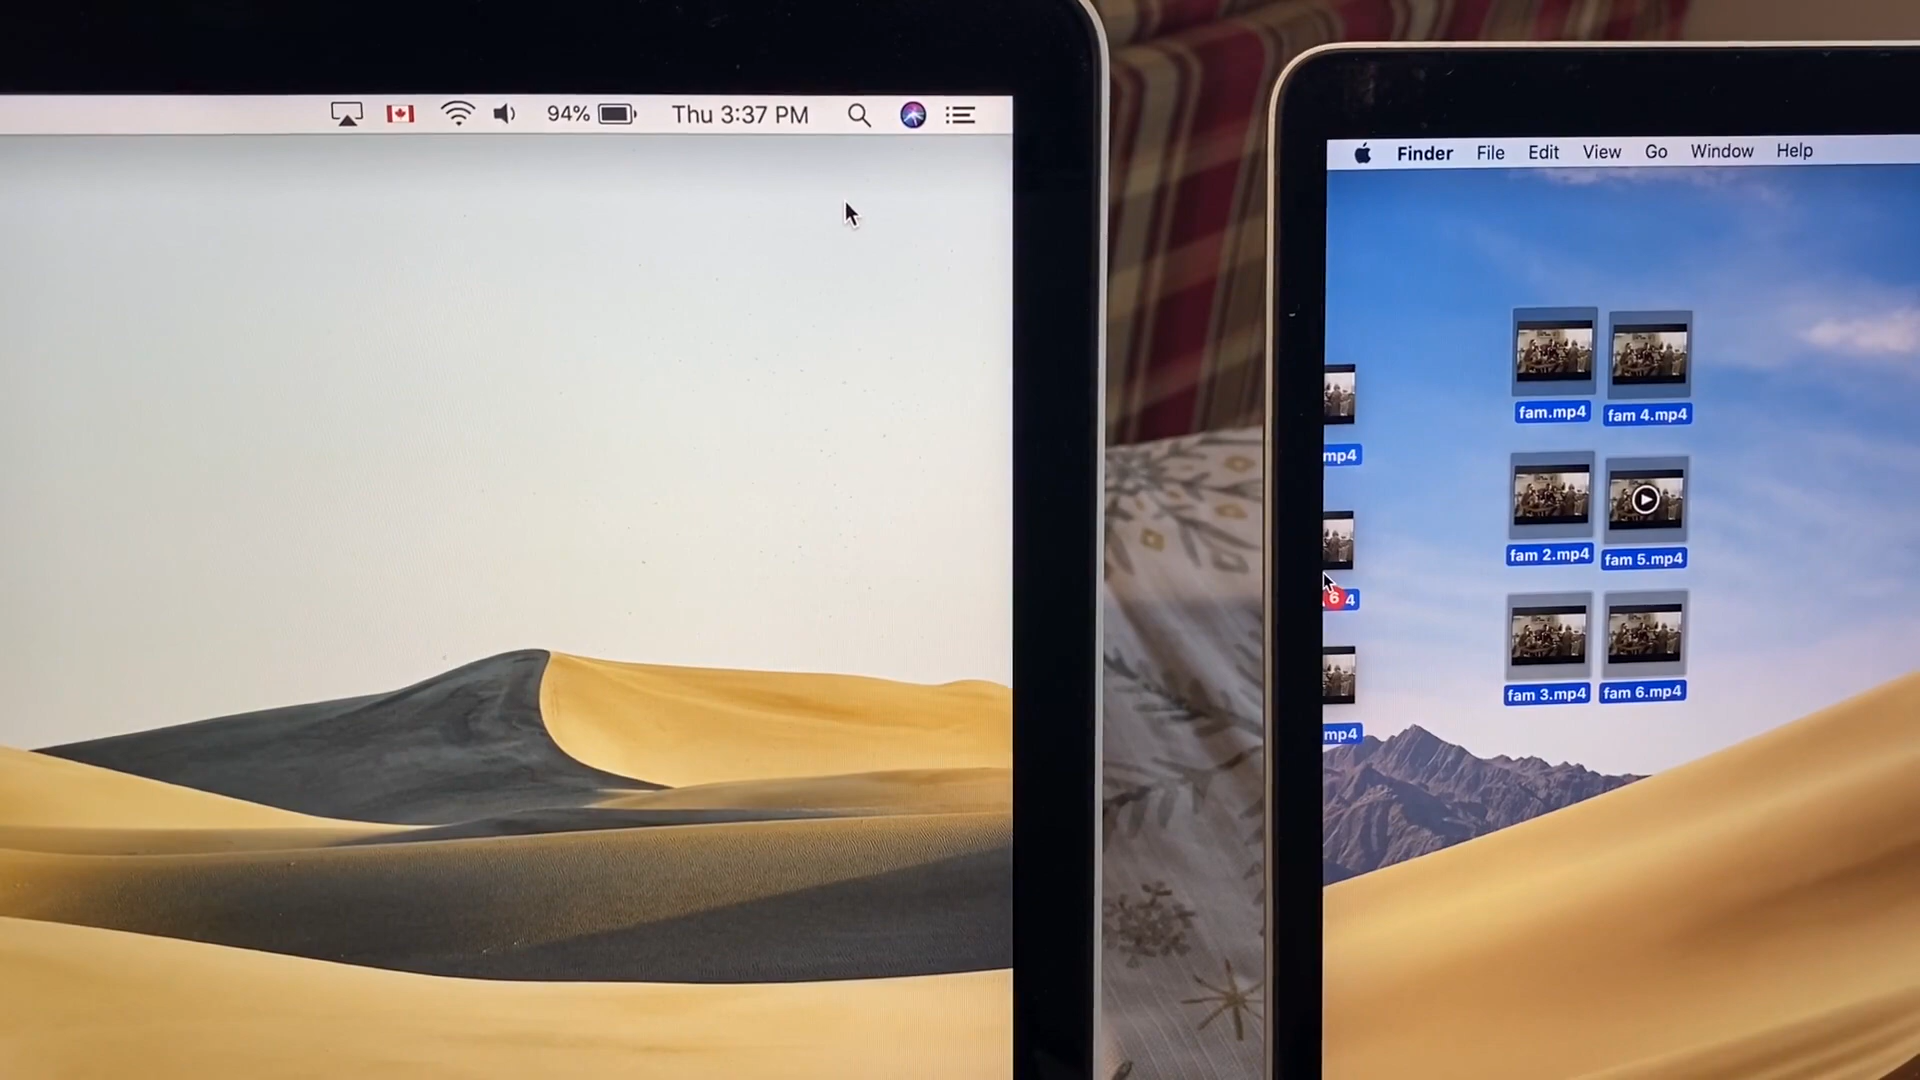 94% Thu 3:37 PM
Finder File Edit View Go Window Help
fam.mp4 fam 4.mp4
mp4
fam 2.mp4 fam 5.mp4
6 4
fam 3.mp4 fam 6.mp4
mp4